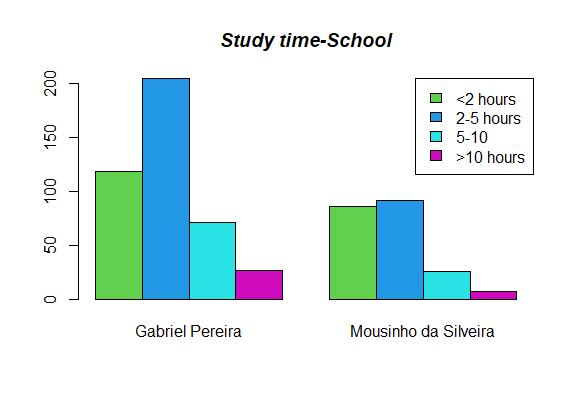 Study time-School
200
150
100
50
0
<2 hours
2-5 hours
5-10
>10 hours
Gabriel Pereira
Mousinho da Silveira